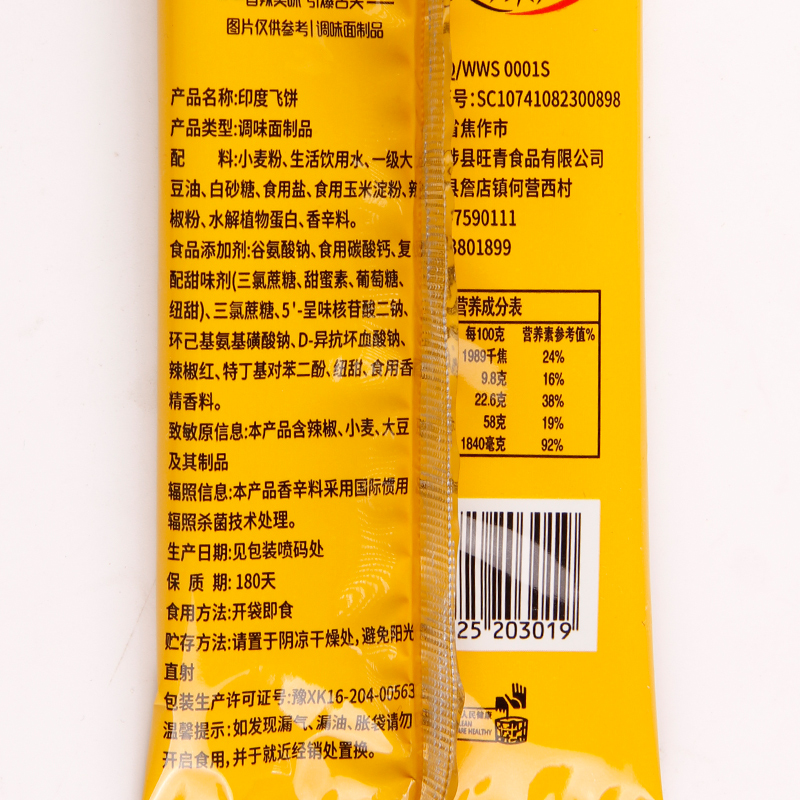 图片仅供参考|调味面制品
产品名称:印度飞饼
产品类型:调味面制品
配 料:小麦粉、生活饮用水、一级大
豆油、白砂糖、食用盐、食用玉米淀粉、辣
椒粉、水解植物蛋白、香辛料。
食品添加剂:谷氨酸钠、食用碳酸钙、复
配甜味剂(三氯蔗糖、甜蜜素、葡萄糖、
纽甜)、三氯蔗糖、5'-呈味核苷酸二钠、
环己基氨基磺酸钠、D-异抗坏血酸钠、
辣椒红、特丁基对苯二酚、纽甜、食用香
精香料。
致敏原信息:本产品含辣椒、小麦、大豆
及其制品
辐照信息:本产品香辛料采用国际惯用
辐照杀菌技术处理。
生产日期:见包装喷码处
保 质 期: 180天
食用方法:开袋即食
贮存方法:请置于阴凉干燥处,避免阳光
直射
包装生产许可证号:豫XK16-204-00563
温馨提示:如发现漏气、漏油、胀袋请勿
开启食用,并于就近经销处置换。
Q/WWS 0001S
号:SC10741082300898
省焦作市
陟县旺青食品有限公司
县詹店镇何营西村
7590111
3801899
营养成分表
每100克 营养素参考值%
1989千焦 24%
9.8克 16%
22.6克 38%
58克 19%
1840毫克 92%
25 203019
人民健康
EAN
RE HEALTHY